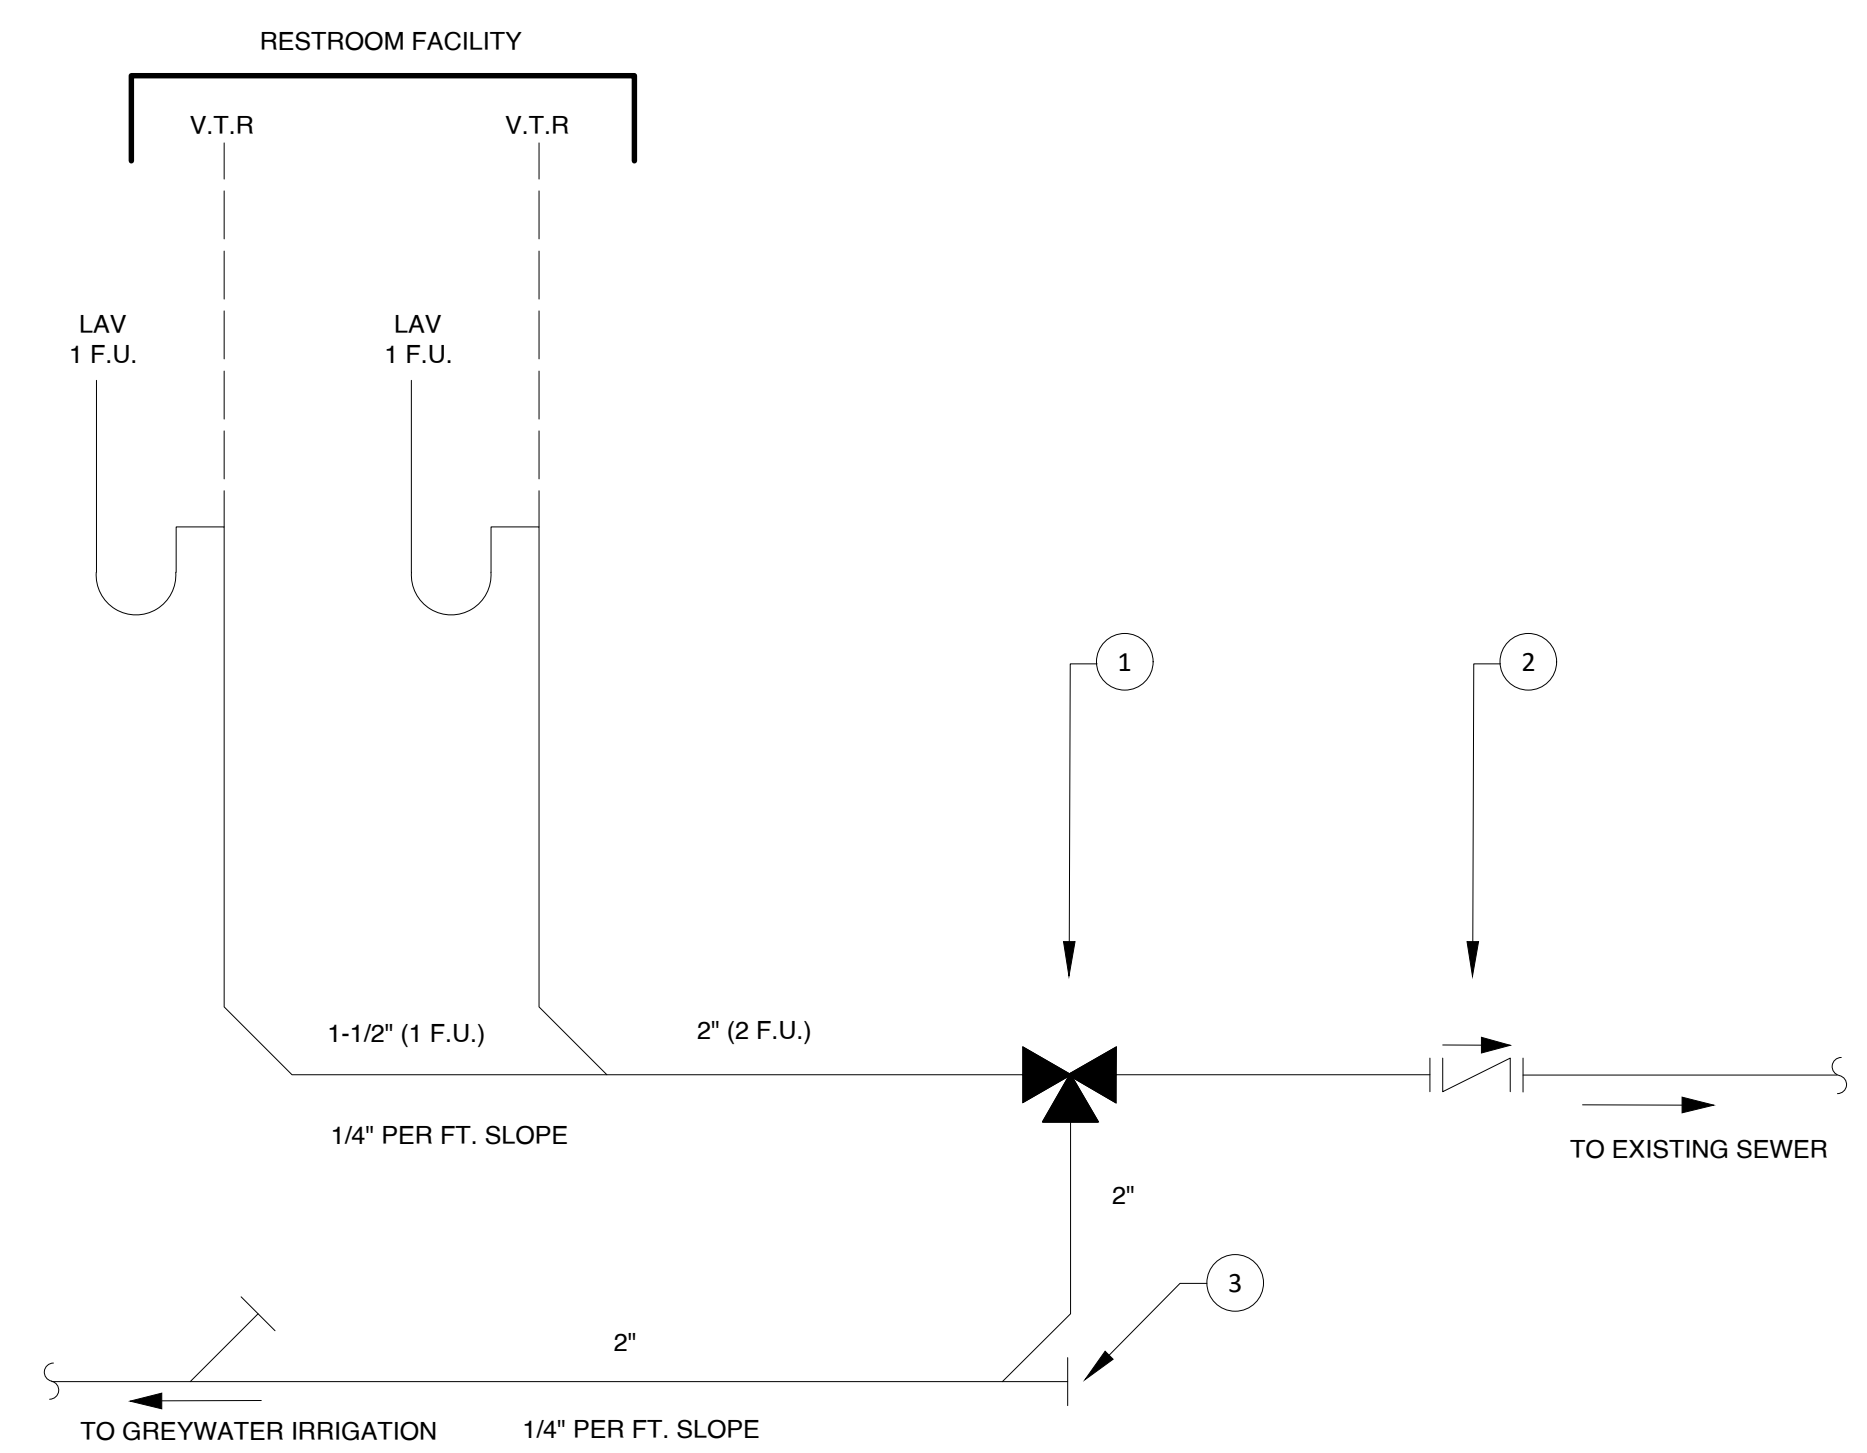 RESTROOM FACILITY
V.T.R
V.T.R
LAV
1 F.U.
LAV
1 F.U.
1
2
1-1/2" (1 F.U.)
2" (2 F.U.)
1/4" PER FT. SLOPE
TO EXISTING SEWER
2"
3
2"
TO GREYWATER IRRIGATION
1/4" PER FT. SLOPE